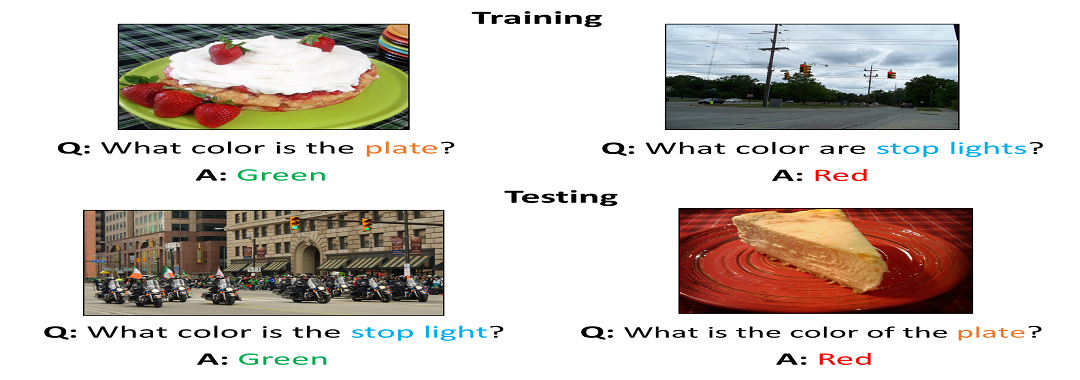 Training
Q: What color is the plate?
A: Green
Q: What color are stop lights?
A: Red
Testing
Q: What color is the stop light?
A: Green
Q: What is the color of the plate?
A: Red